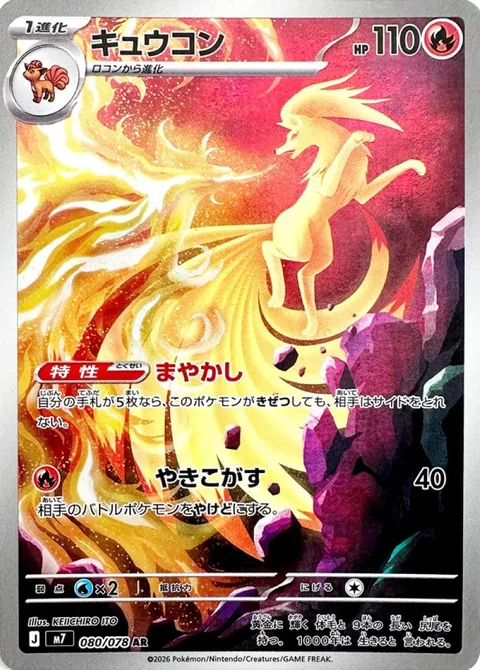 1進化
キュウコン
HP110
ロコンから進化
特性
とくせい
まやかし
自分の手札が5枚なら、このポケモンがきぜつしても、相手はサイドをとれ
ない。
やきこがす 40
相手のバトルポケモンをやけどにする。
弱点 ×2 抵抗力 にげる
Illus. KEIICHIRO ITO
J m7 080/078 AR
黄金に 輝く 体毛と 9本の 長い 尻尾を
持つ。 1000年は 生きると 言われる。
©2026 Pokémon/Nintendo/Creatures/GAME FREAK.